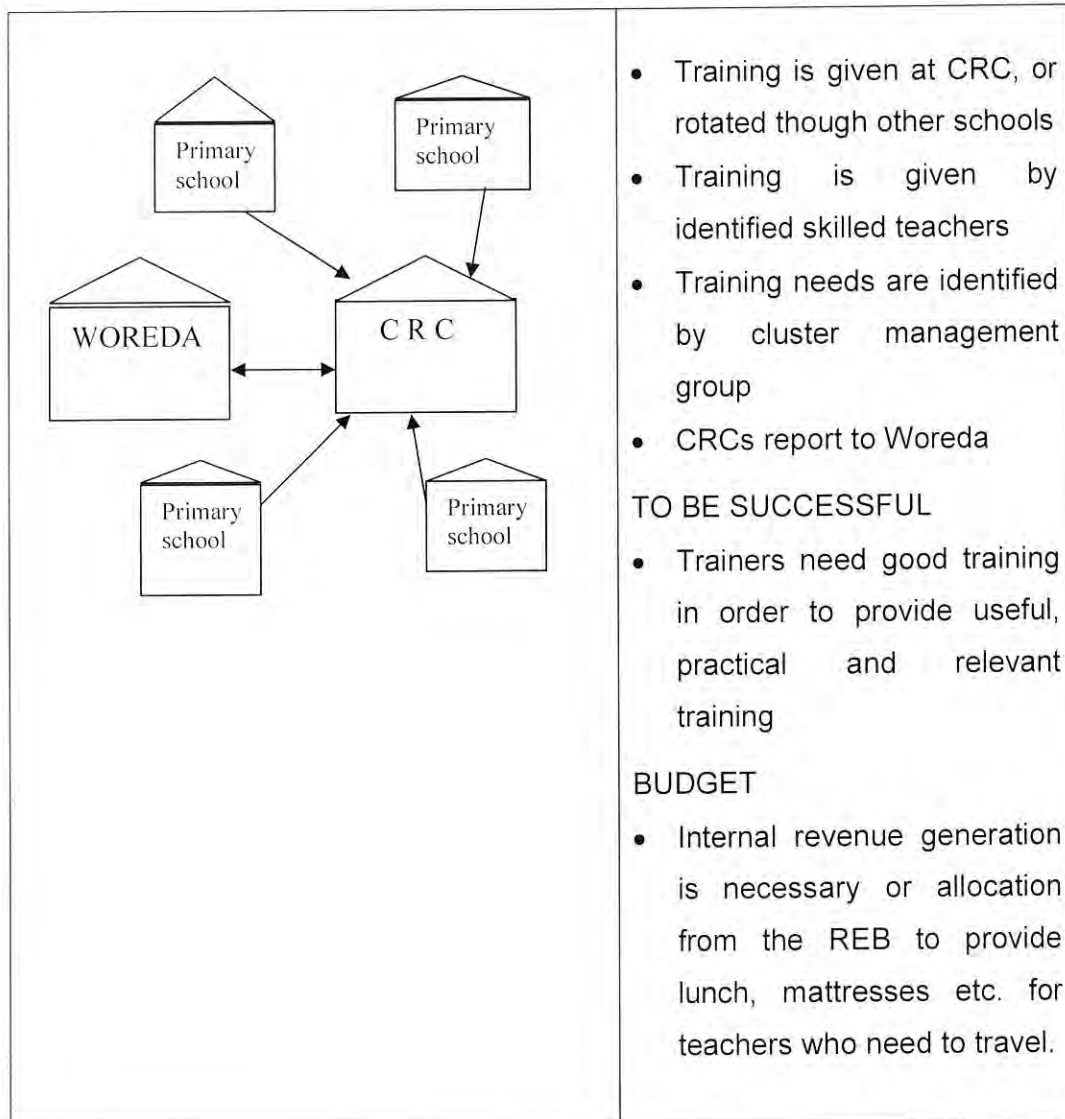 Primary
school
Primary
school
WOREDA
C R C
Primary
school
Primary
school
• Training is given at CRC, or
rotated though other schools
• Training is given by
identified skilled teachers
• Training needs are identified
by cluster management
group
• CRCs report to Woreda
TO BE SUCCESSFUL
• Trainers need good training
in order to provide useful,
practical and relevant
training
BUDGET
• Internal revenue generation
is necessary or allocation
from the REB to provide
lunch, mattresses etc. for
teachers who need to travel.